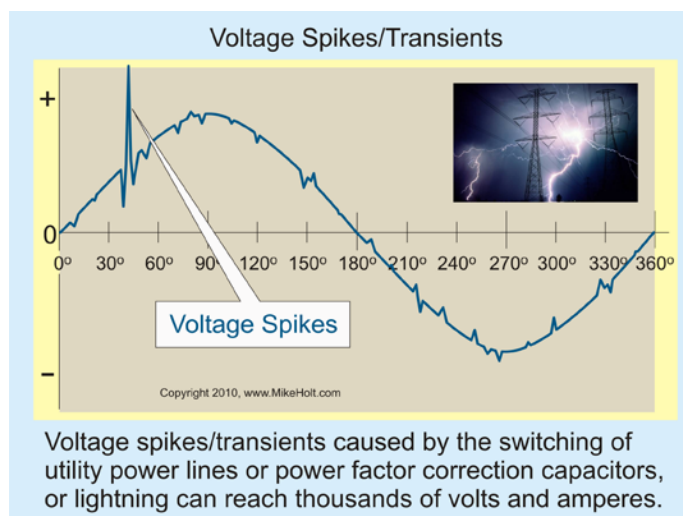 Voltage Spikes/Transients
+
0
0º 30º 60º 90º 120º 150º 180º 210º 240º 270º 300º 330º 360º
Voltage Spikes
–
Copyright 2010, www.MikeHolt.com
Voltage spikes/transients caused by the switching of
utility power lines or power factor correction capacitors,
or lightning can reach thousands of volts and amperes.